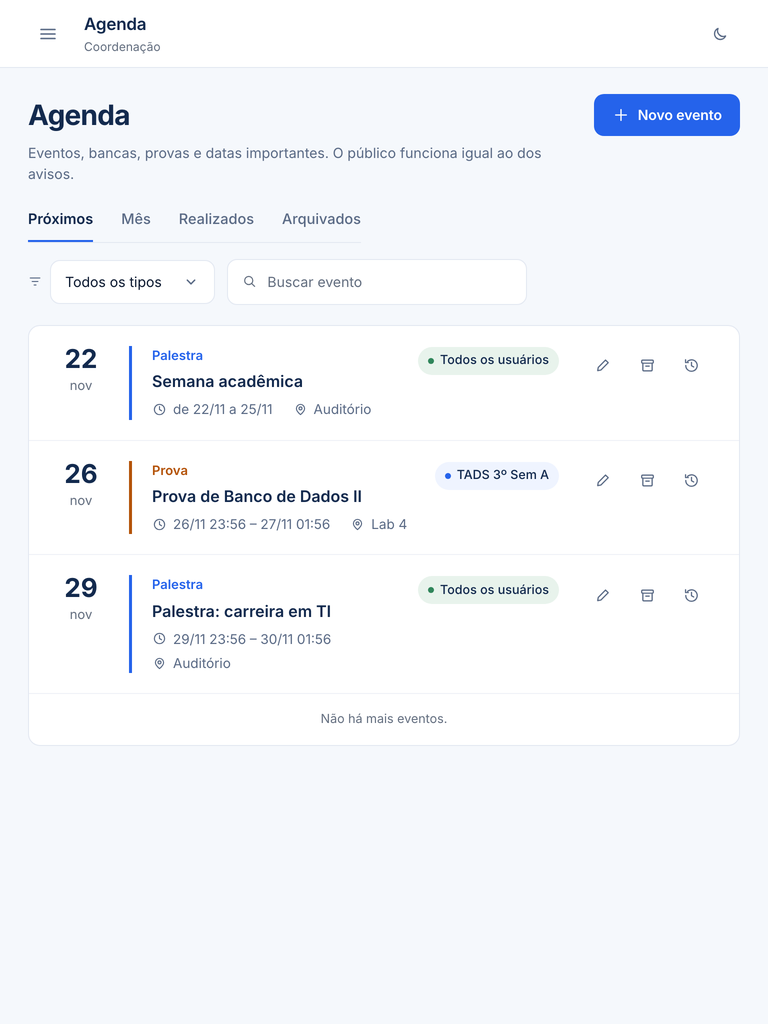 Agenda
Coordenação
Agenda
Novo evento
Eventos, bancas, provas e datas importantes. O público funciona igual ao dos
avisos.
Próximos Mês Realizados Arquivados
Todos os tipos
Buscar evento
22
nov
Palestra
Semana acadêmica
de 22/11 a 25/11 Auditório
Todos os usuários
26
nov
Prova
Prova de Banco de Dados II
26/11 23:56 – 27/11 01:56 Lab 4
TADS 3º Sem A
29
nov
Palestra
Palestra: carreira em TI
29/11 23:56 – 30/11 01:56
Auditório
Todos os usuários
Não há mais eventos.